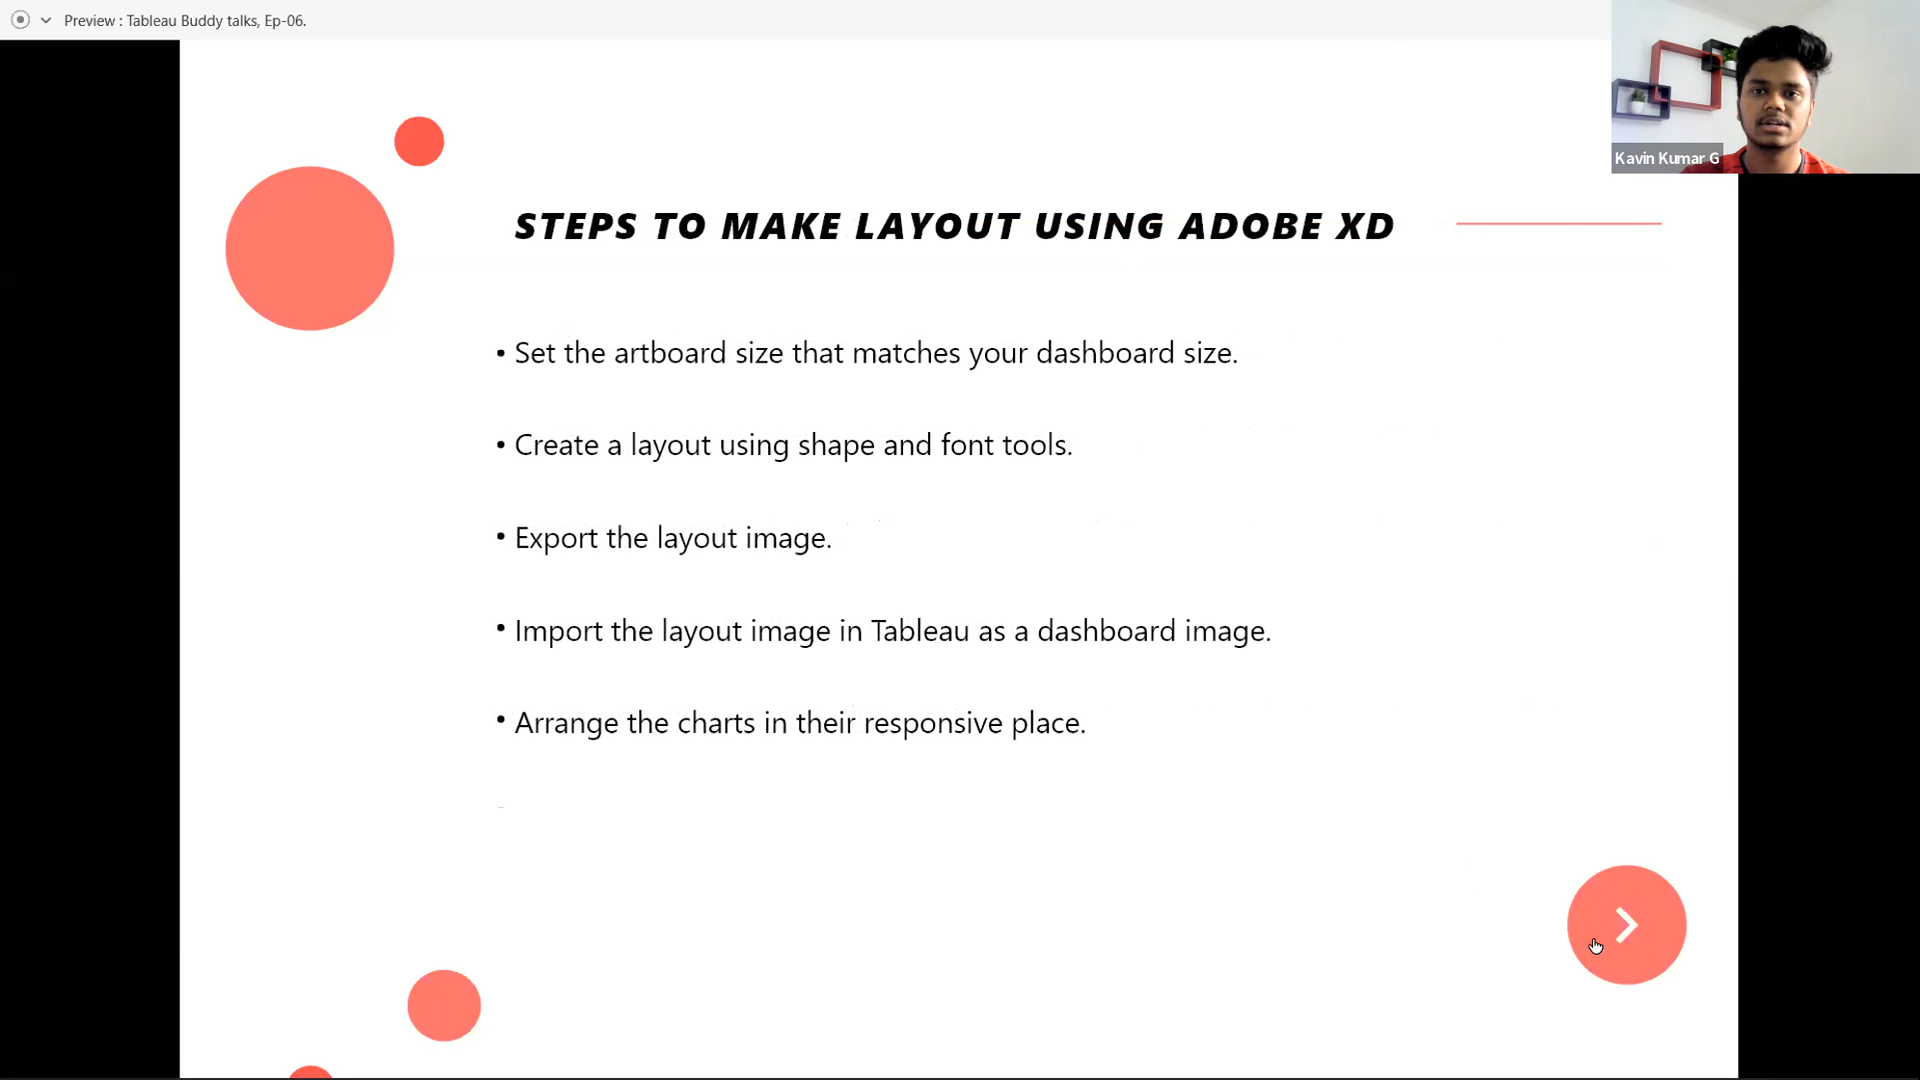 Preview : Tableau Buddy talks, Ep-06.
Kavin Kumar G
STEPS TO MAKE LAYOUT USING ADOBE XD
• Set the artboard size that matches your dashboard size.
• Create a layout using shape and font tools.
• Export the layout image.
• Import the layout image in Tableau as a dashboard image.
• Arrange the charts in their responsive place.